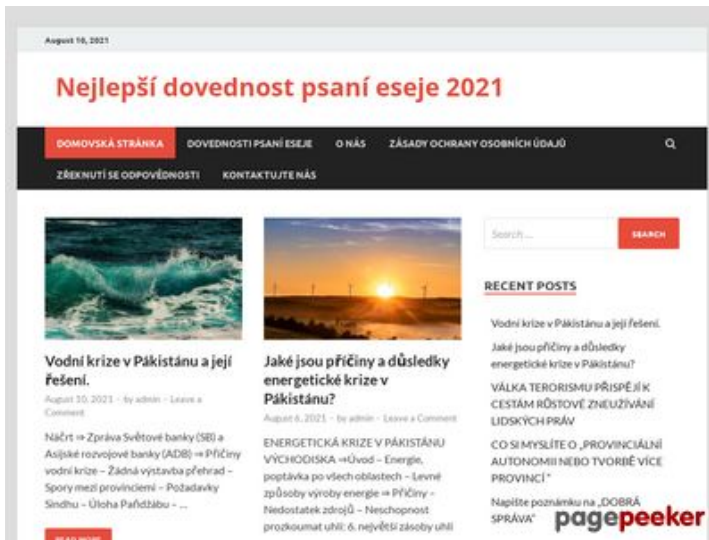 August 10, 2021
Nejlepší dovednost psaní eseje 2021
DOMOVSKÁ STRÁNKA DOVEDNOSTI PSANÍ ESEJE O NÁS ZÁSADY OCHRANY OSOBNÍCH ÚDAJŮ
ZŘEKNUTÍ SE ODPOVĚDNOSTI KONTAKTUJTE NÁS
Vodní krize v Pákistánu a její
řešení.
August 10, 2021 - by admin - Leave a
Comment
Náčrt ⇒ Zpráva Světové banky (SB) a
Asijské rozvojové banky (ADB) ⇒ Příčiny
vodní krize – Žádná výstavba přehrad –
Spory mezi provinciemi – Požadavky
Sindhu – Úloha Paňdžábu – ...
READ MORE
Jaké jsou příčiny a důsledky
energetické krize v
Pákistánu?
August 6, 2021 - by admin - Leave a Comment
ENERGETICKÁ KRIZE V PÁKISTÁNU
VÝCHODISKA ⇒Úvod – Energie,
poptávka po všech oblastech – Levné
způsoby výroby energie ⇒ Příčiny –
Nedostatek zdrojů – Neschopnost
prozkoumat uhlí: 6. největší zásoby uhlí
Search ...
SEARCH
RECENT POSTS
Vodní krize v Pákistánu a její řešení.
Jaké jsou příčiny a důsledky
energetické krize v Pákistánu?
VÁLKA TERORISMU PŘISPĚJÍ K
CESTÁM RŮSTOVÉ ZNEUŽÍVÁNÍ
LIDSKÝCH PRÁV
CO SI MYSLÍTE O „PROVINCIÁLNÍ
AUTONOMII NEBO TVORBĚ VÍCE
PROVINCÍ“
Napište poznámku na „DOBRÁ
SPRÁVA“
pagepeeker